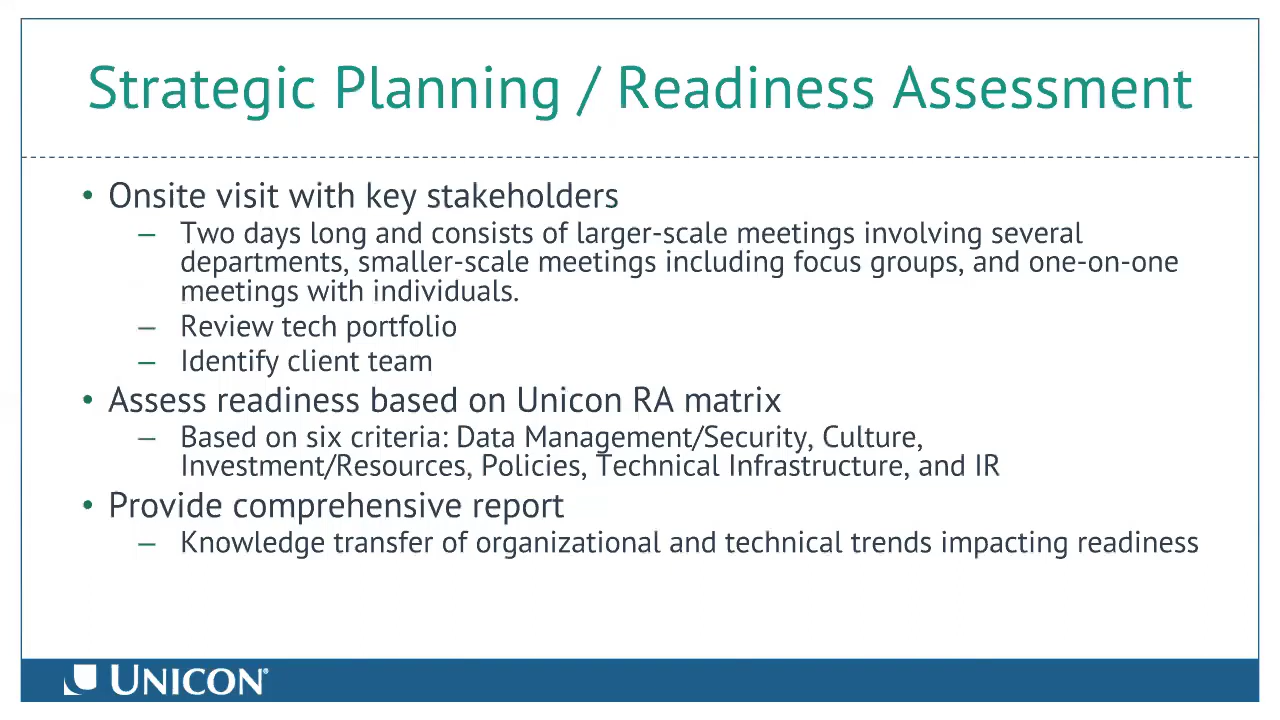 Strategic Planning / Readiness Assessment
• Onsite visit with key stakeholders
– Two days long and consists of larger-scale meetings involving several
departments, smaller-scale meetings including focus groups, and one-on-one
meetings with individuals.
– Review tech portfolio
– Identify client team
• Assess readiness based on Unicon RA matrix
– Based on six criteria: Data Management/Security, Culture,
Investment/Resources, Policies, Technical Infrastructure, and IR
• Provide comprehensive report
– Knowledge transfer of organizational and technical trends impacting readiness
UNICON®